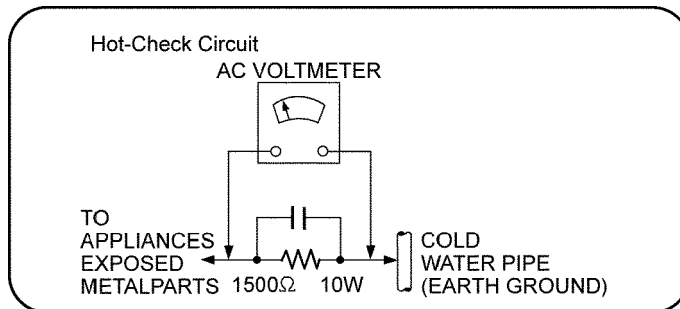 Hot-Check Circuit
AC VOLTMETER
TO
APPLIANCES
EXPOSED
METALPARTS
1500Ω 10W
COLD
WATER PIPE
(EARTH GROUND)